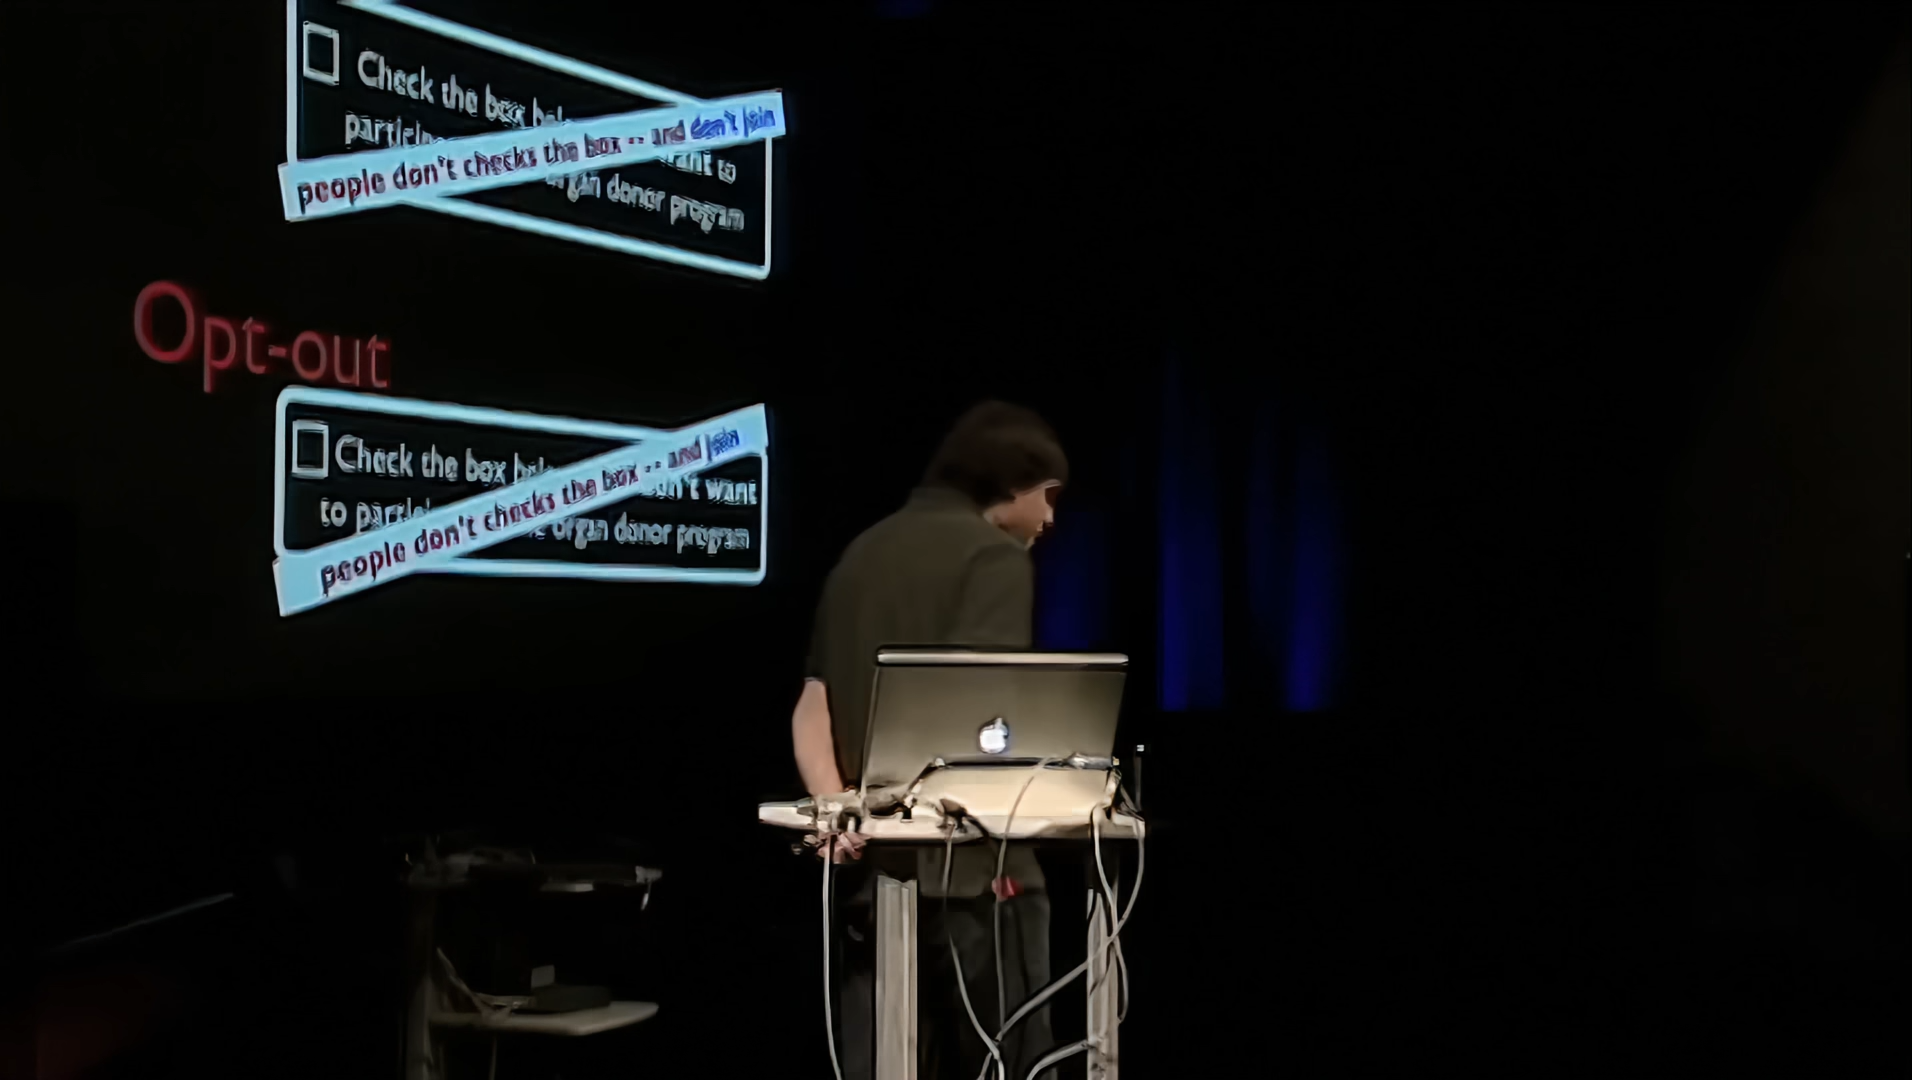 Check the box
people don't checks the box -- and don't join
want to
organ donor program
Opt-out
Check the box
people don't checks the box -- and join
don't want
to
organ donor program